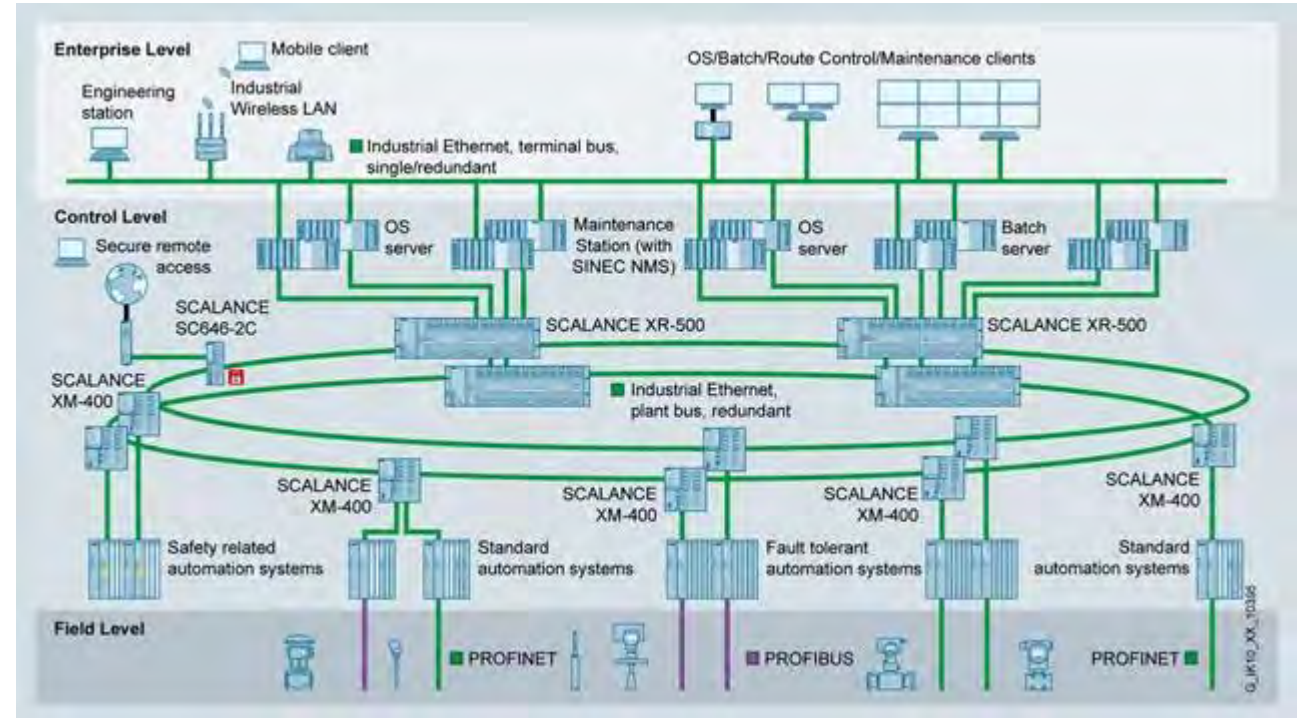 Enterprise Level
Mobile client
Engineering
station
Industrial
Wireless LAN
OS/Batch/Route Control/Maintenance clients
Industrial Ethernet, terminal bus,
single/redundant
Control Level
Secure remote
access
OS
server
Maintenance
Station (with
SINEC NMS)
OS
server
Batch
server
SCALANCE
SC646-2C
SCALANCE XR-500
SCALANCE XR-500
SCALANCE
XM-400
Industrial Ethernet,
plant bus, redundant
SCALANCE
XM-400
SCALANCE
XM-400
SCALANCE
XM-400
SCALANCE
XM-400
Safety related
automation systems
Standard
automation systems
Fault tolerant
automation systems
Standard
automation systems
Field Level
PROFINET
PROFIBUS
PROFINET
G_IK10_XX_10395